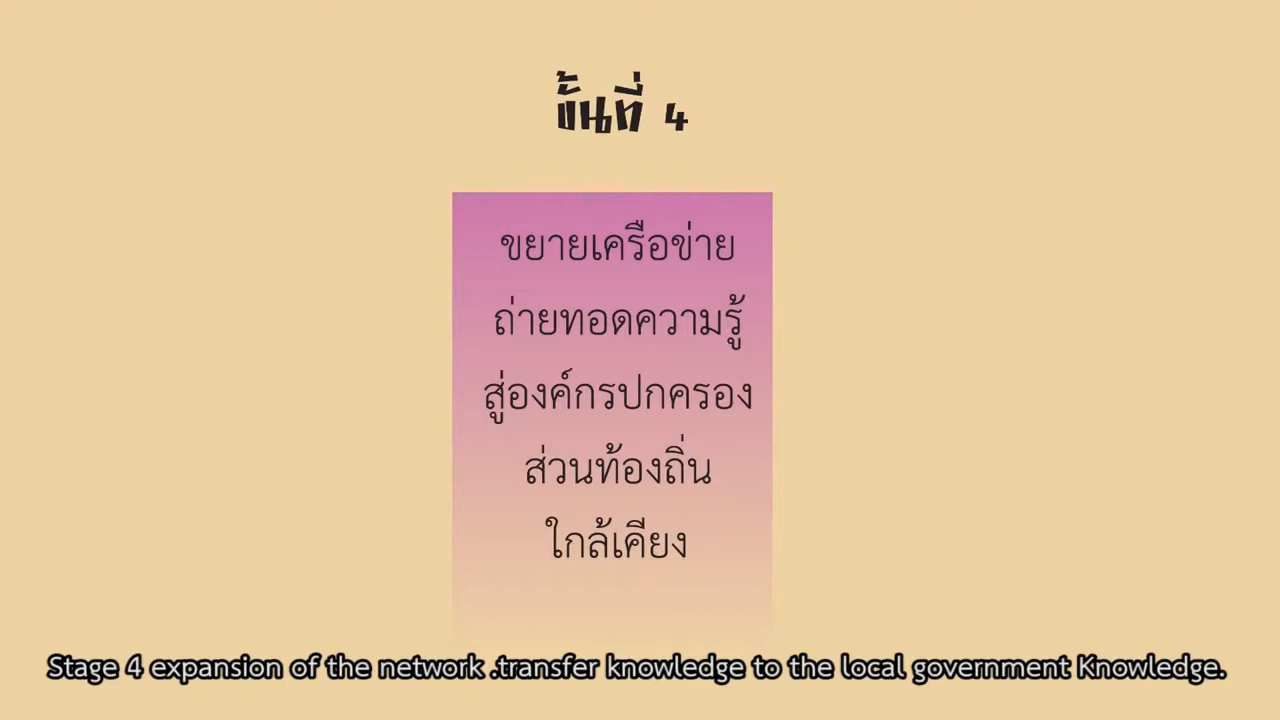 ขั้นที่ 4
ขยายเครือข่าย
ถ่ายทอดความรู้
สู่องค์กรปกครอง
ส่วนท้องถิ่น
ใกล้เคียง
Stage 4 expansion of the network .transfer knowledge to the local government Knowledge.